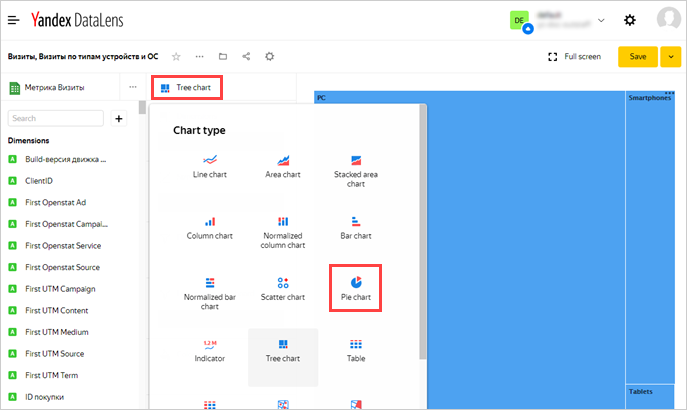 Yandex DataLens
DE
Визиты, Визиты по типам устройств и ОС
Full screen
Save
Метрика Визиты
Tree chart
PC
Smartphones
Search
Chart type
Dimensions
Line chart
Area chart
Stacked area
chart
Build-версия движка ...
ClientID
First Openstat Ad
First Openstat Campai...
First Openstat Service
First Openstat Source
First UTM Campaign
First UTM Content
First UTM Medium
First UTM Source
First UTM Term
ID покупки
Column chart
Normalized
column chart
Bar chart
Normalized bar
chart
Scatter chart
Pie chart
1,2 M
Indicator
Tree chart
Table
Tablets